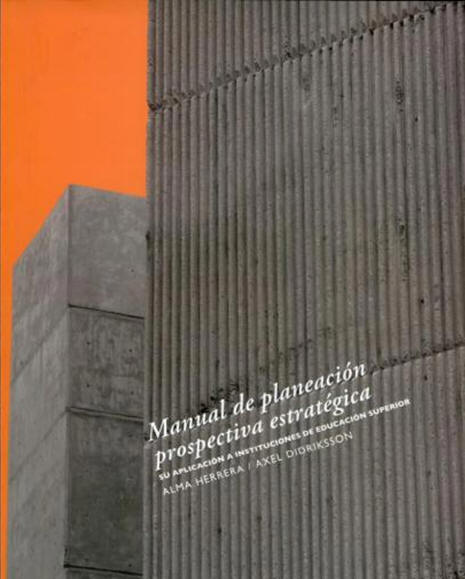 Manual de planeación
prospectiva estratégica
SU APLICACIÓN A INSTITUCIONES DE EDUCACIÓN SUPERIOR
ALMA HERRERA / AXEL DIDRIKSSON